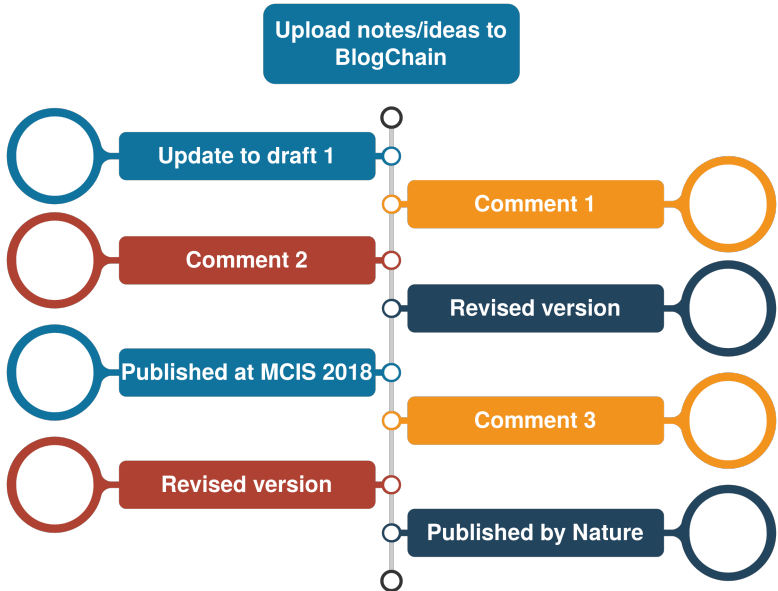 Upload notes/ideas to
BlogChain
Update to draft 1
Comment 1
Comment 2
Revised version
Published at MCIS 2018
Comment 3
Revised version
Published by Nature